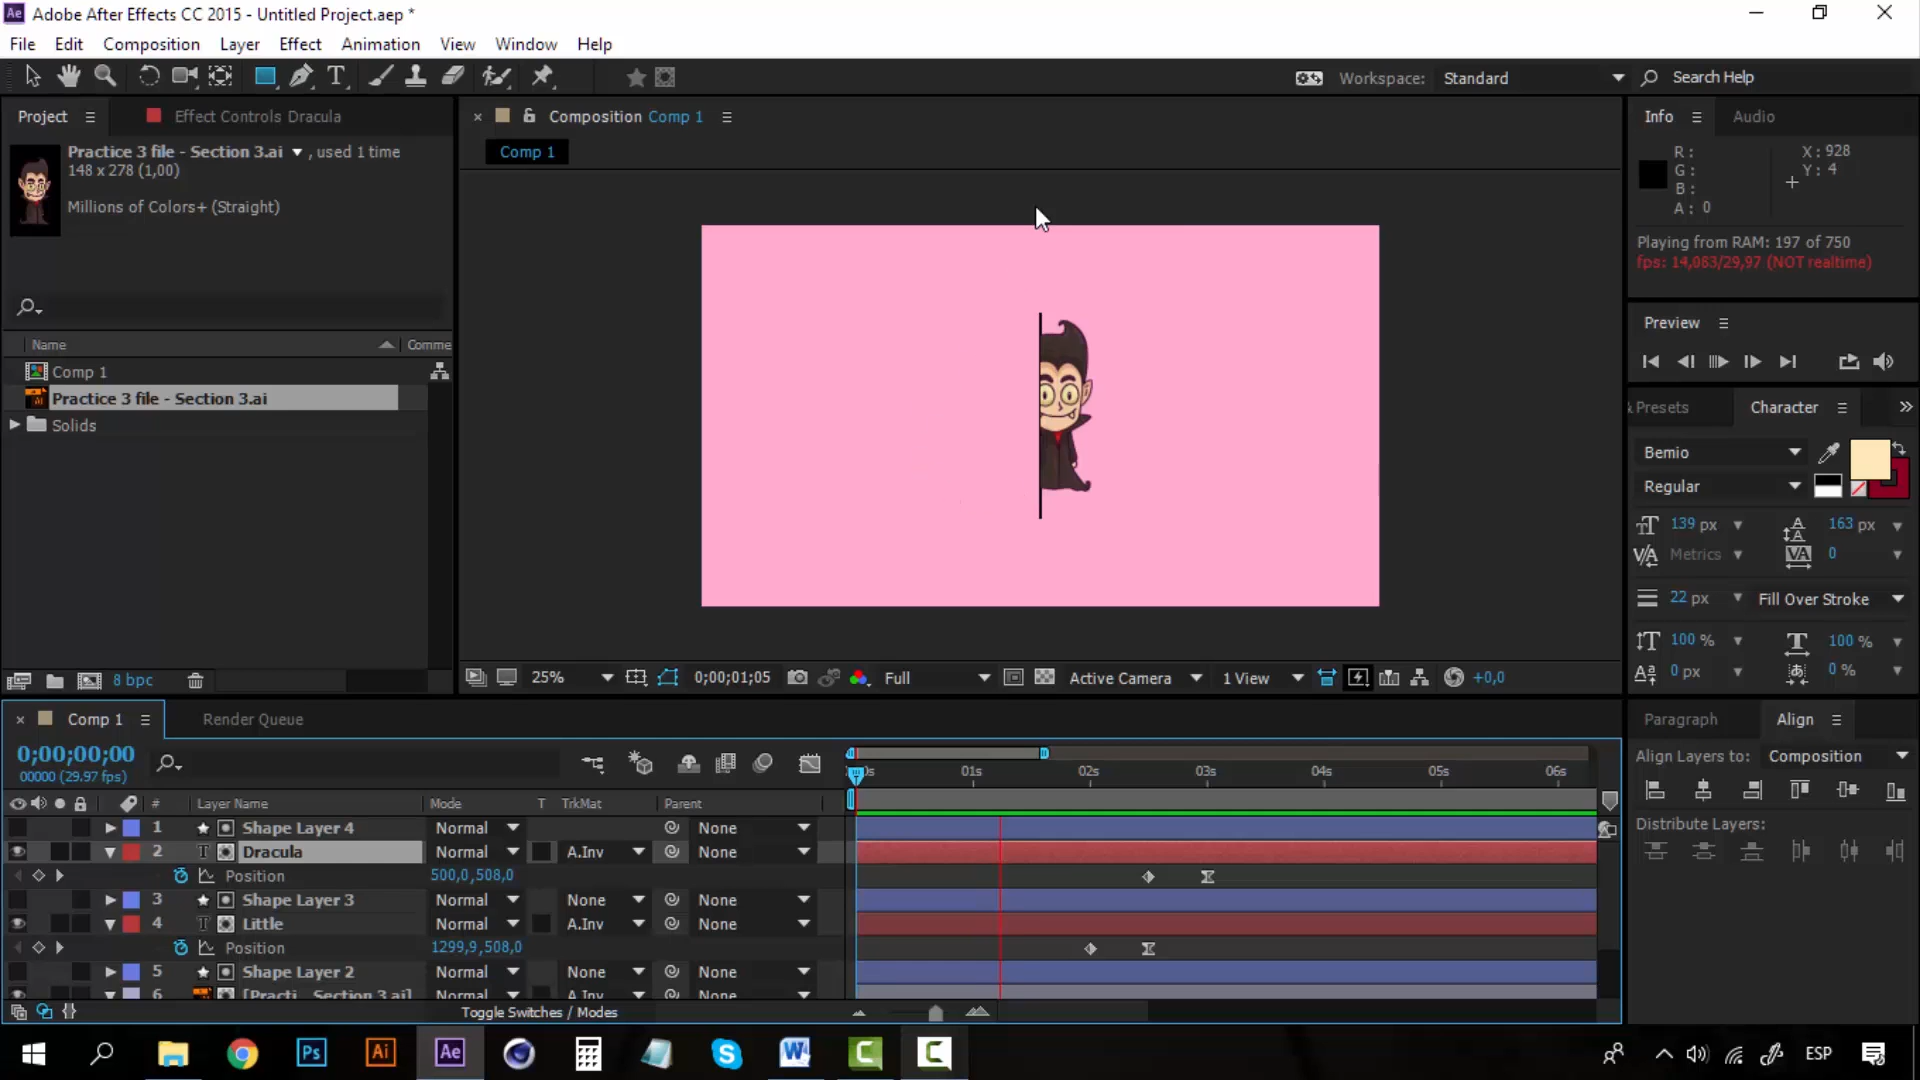 Adobe After Effects CC 2015 - Untitled Project.aep *
File Edit Composition Layer Effect Animation View Window Help
Workspace: Standard Search Help
Project Effect Controls Dracula
Practice 3 file - Section 3.ai , used 1 time
148 x 278 (1,00)
Millions of Colors+ (Straight)
Name Comme
Comp 1
Practice 3 file - Section 3.ai
Solids
8 bpc
Composition Comp 1
Comp 1
25% 0;00;01;05 Full Active Camera 1 View +0,0
Info Audio
R: X: 928
G: Y: 4
B:
A: 0
Playing from RAM: 197 of 750
fps: 14,083/29,97 (NOT realtime)
Preview
& Presets Character
Bemio
Regular
139 px 163 px
Metrics 0
22 px Fill Over Stroke
100 % 100 %
0 px 0 %
Paragraph Align
Align Layers to: Composition
Distribute Layers:
Comp 1 Render Queue
0;00;00;00
00000 (29.97 fps)
01s 02s 03s 04s 05s 06s
# Layer Name Mode T TrkMat Parent
1 Shape Layer 4 Normal None
2 T Dracula Normal A.Inv None
Position 500,0,508,0
3 Shape Layer 3 Normal None None
4 T Little Normal A.Inv None
Position 1299,9,508,0
5 Shape Layer 2 Normal None None
6 [Practi... Section 3.ai] Normal A.Inv None
Toggle Switches / Modes
Ps Ai Ae ESP